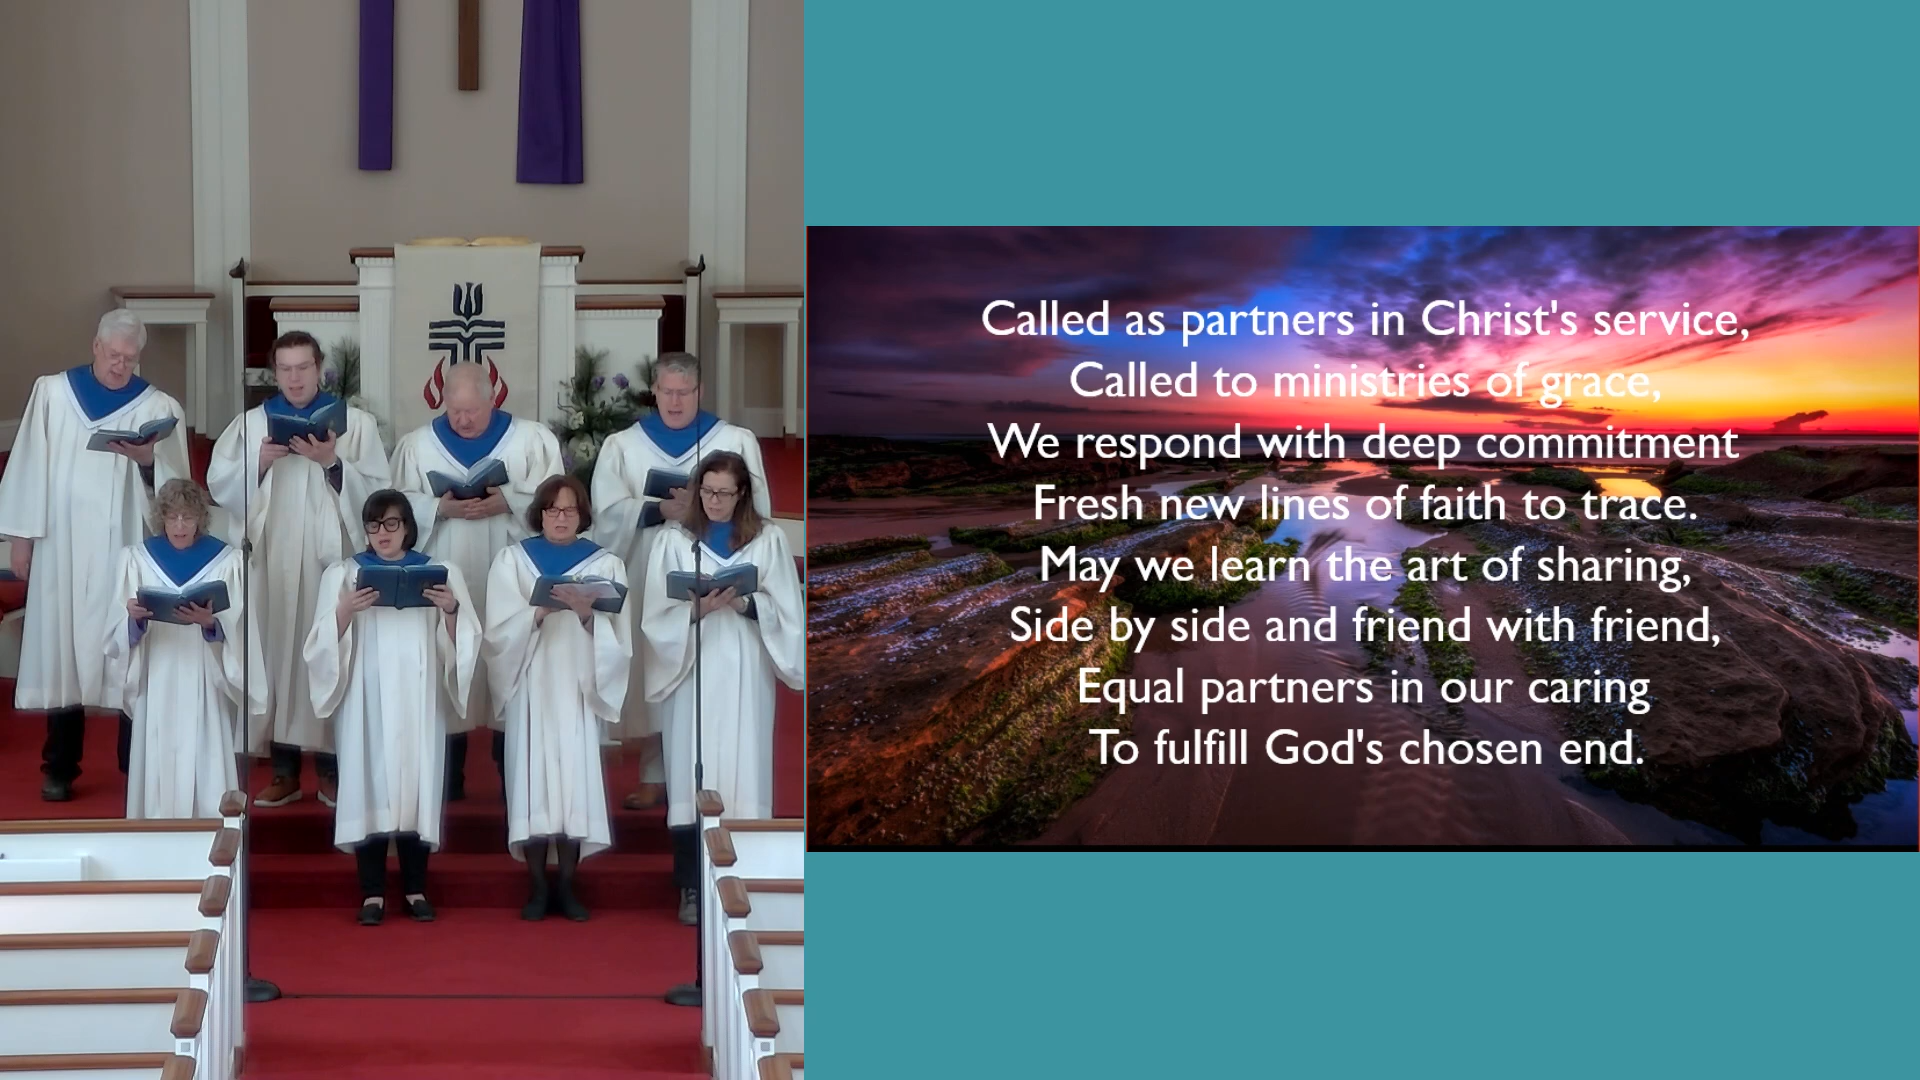 Called as partners in Christ's service,
Called to ministries of grace,
We respond with deep commitment
Fresh new lines of faith to trace.
May we learn the art of sharing,
Side by side and friend with friend,
Equal partners in our caring
To fulfill God's chosen end.